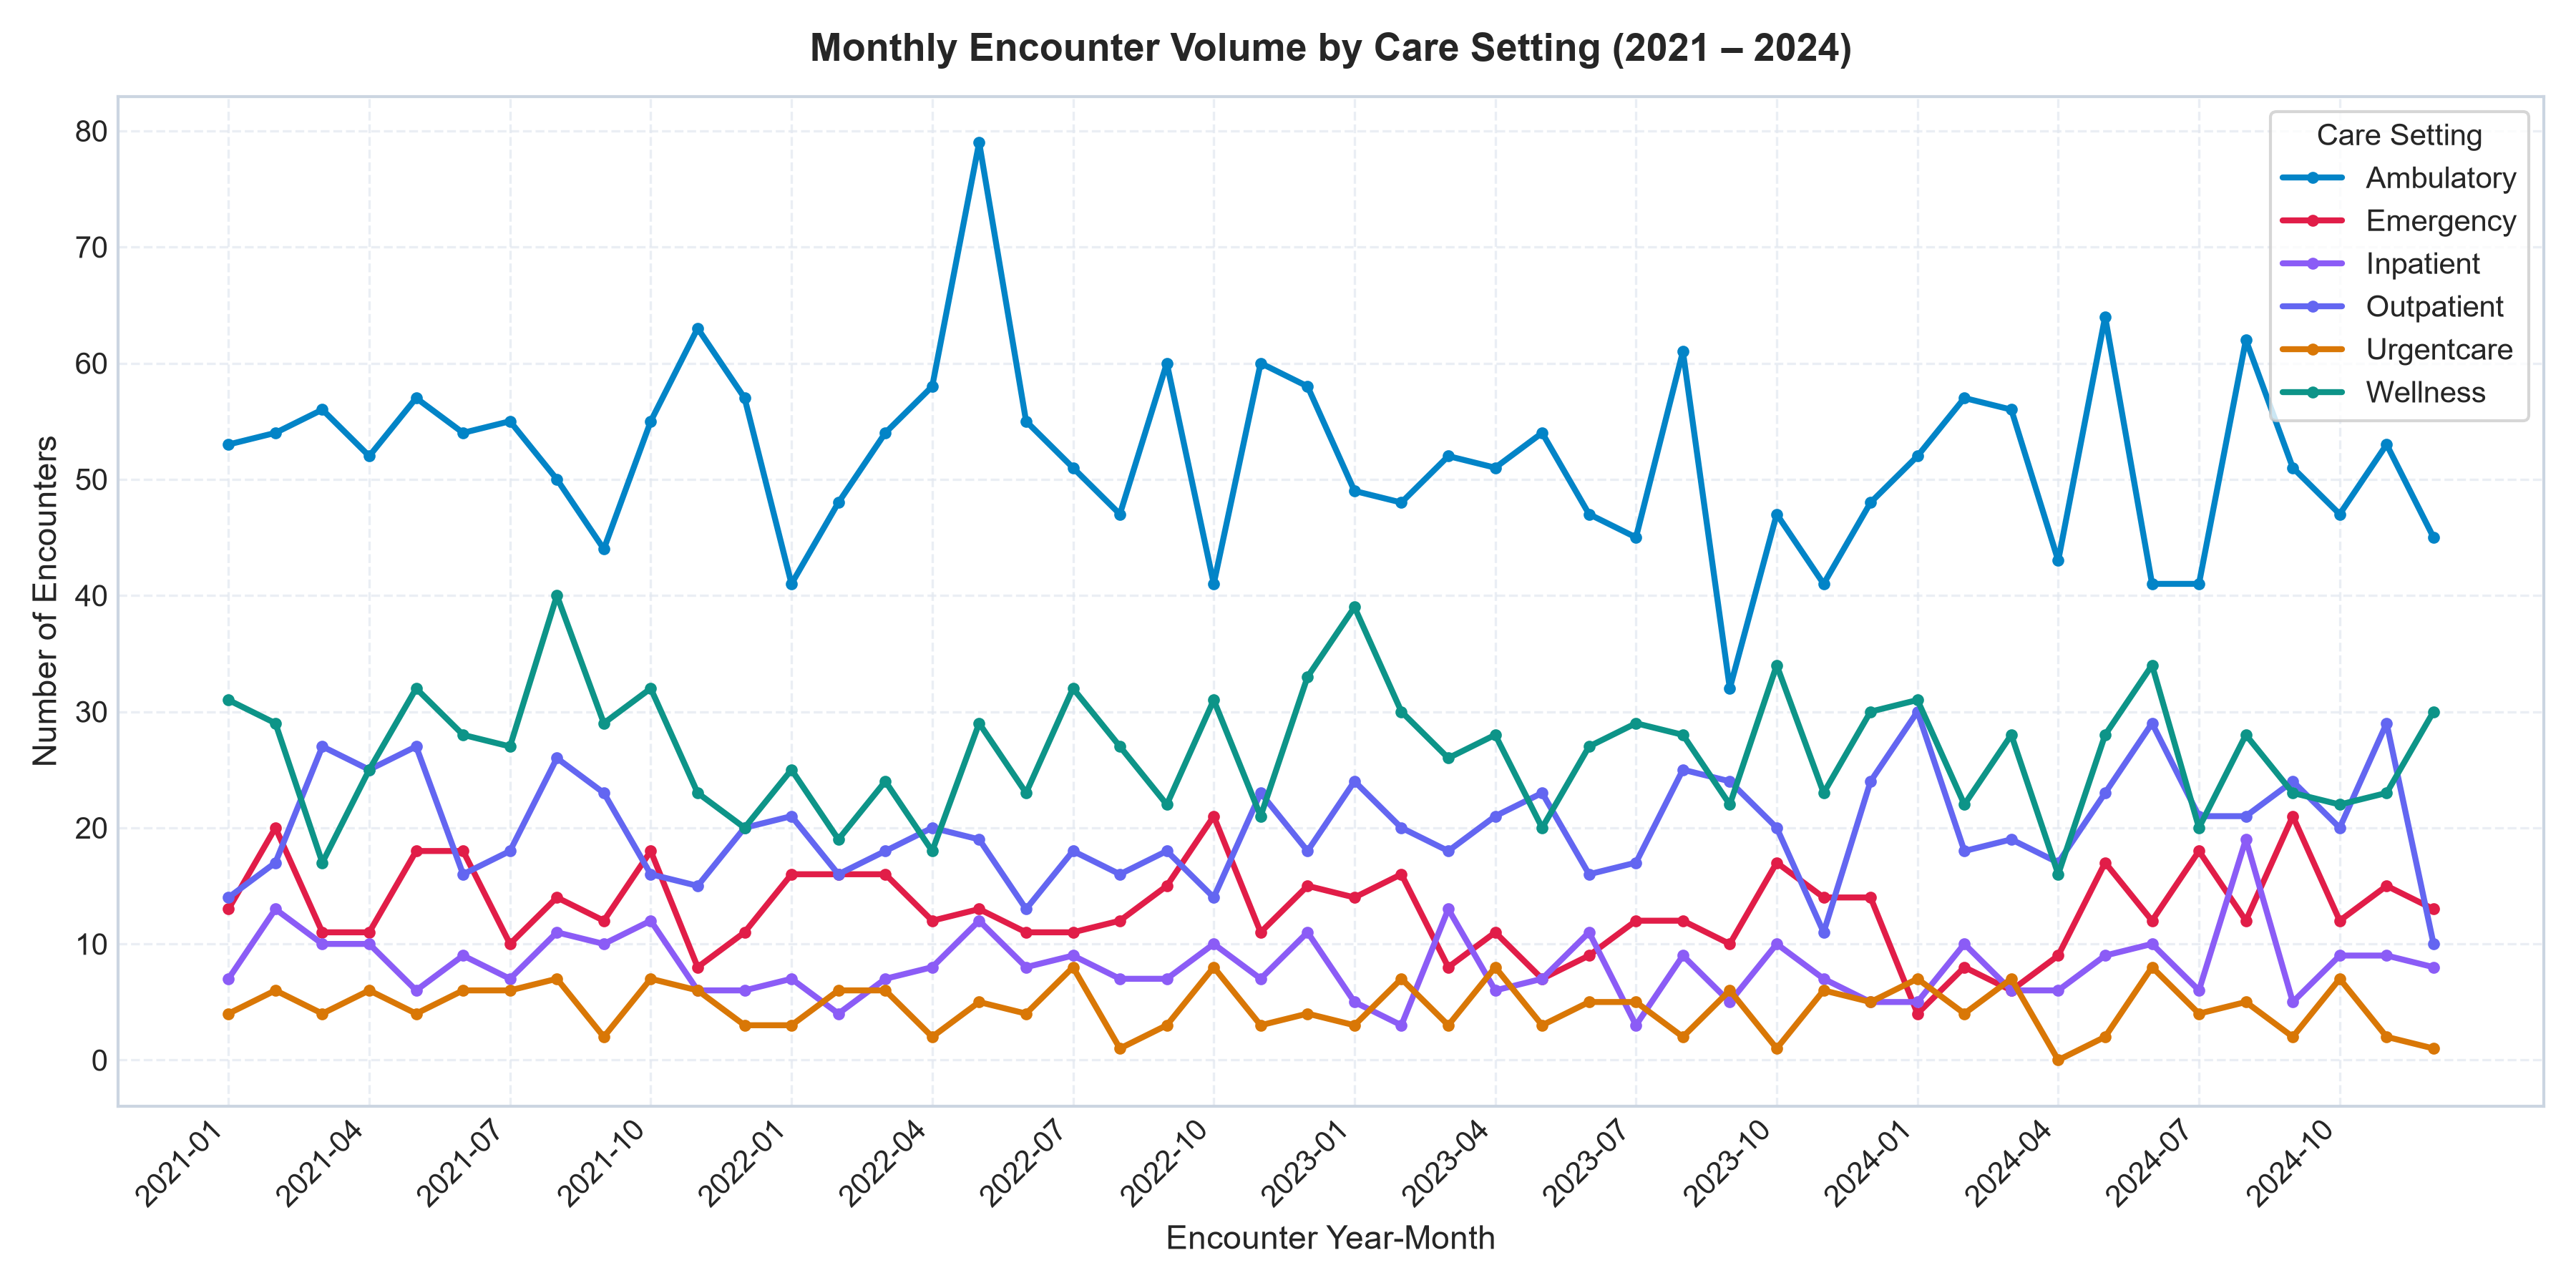 Monthly Encounter Volume by Care Setting (2021 – 2024)
Care Setting
Ambulatory
Emergency
Inpatient
Outpatient
Urgentcare
Wellness
Number of Encounters
80
70
60
50
40
30
20
10
0
2021-01
2021-04
2021-07
2021-10
2022-01
2022-04
2022-07
2022-10
2023-01
2023-04
2023-07
2023-10
2024-01
2024-04
2024-07
2024-10
Encounter Year-Month